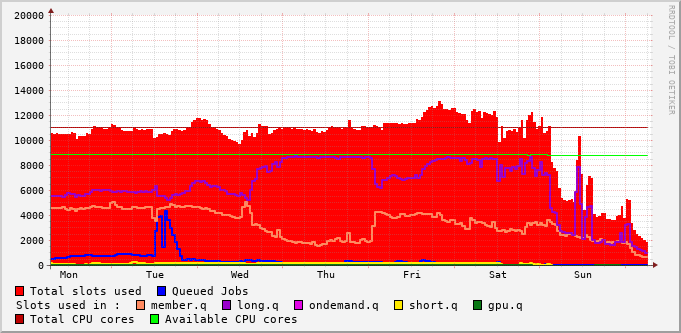 20000
18000
16000
14000
12000
10000
8000
6000
4000
2000
0
Mon Tue Wed Thu Fri Sat Sun
RRDTOOL / TOBI OETIKER
Total slots used Queued Jobs
Slots used in : member.q long.q ondemand.q short.q gpu.q
Total CPU cores Available CPU cores